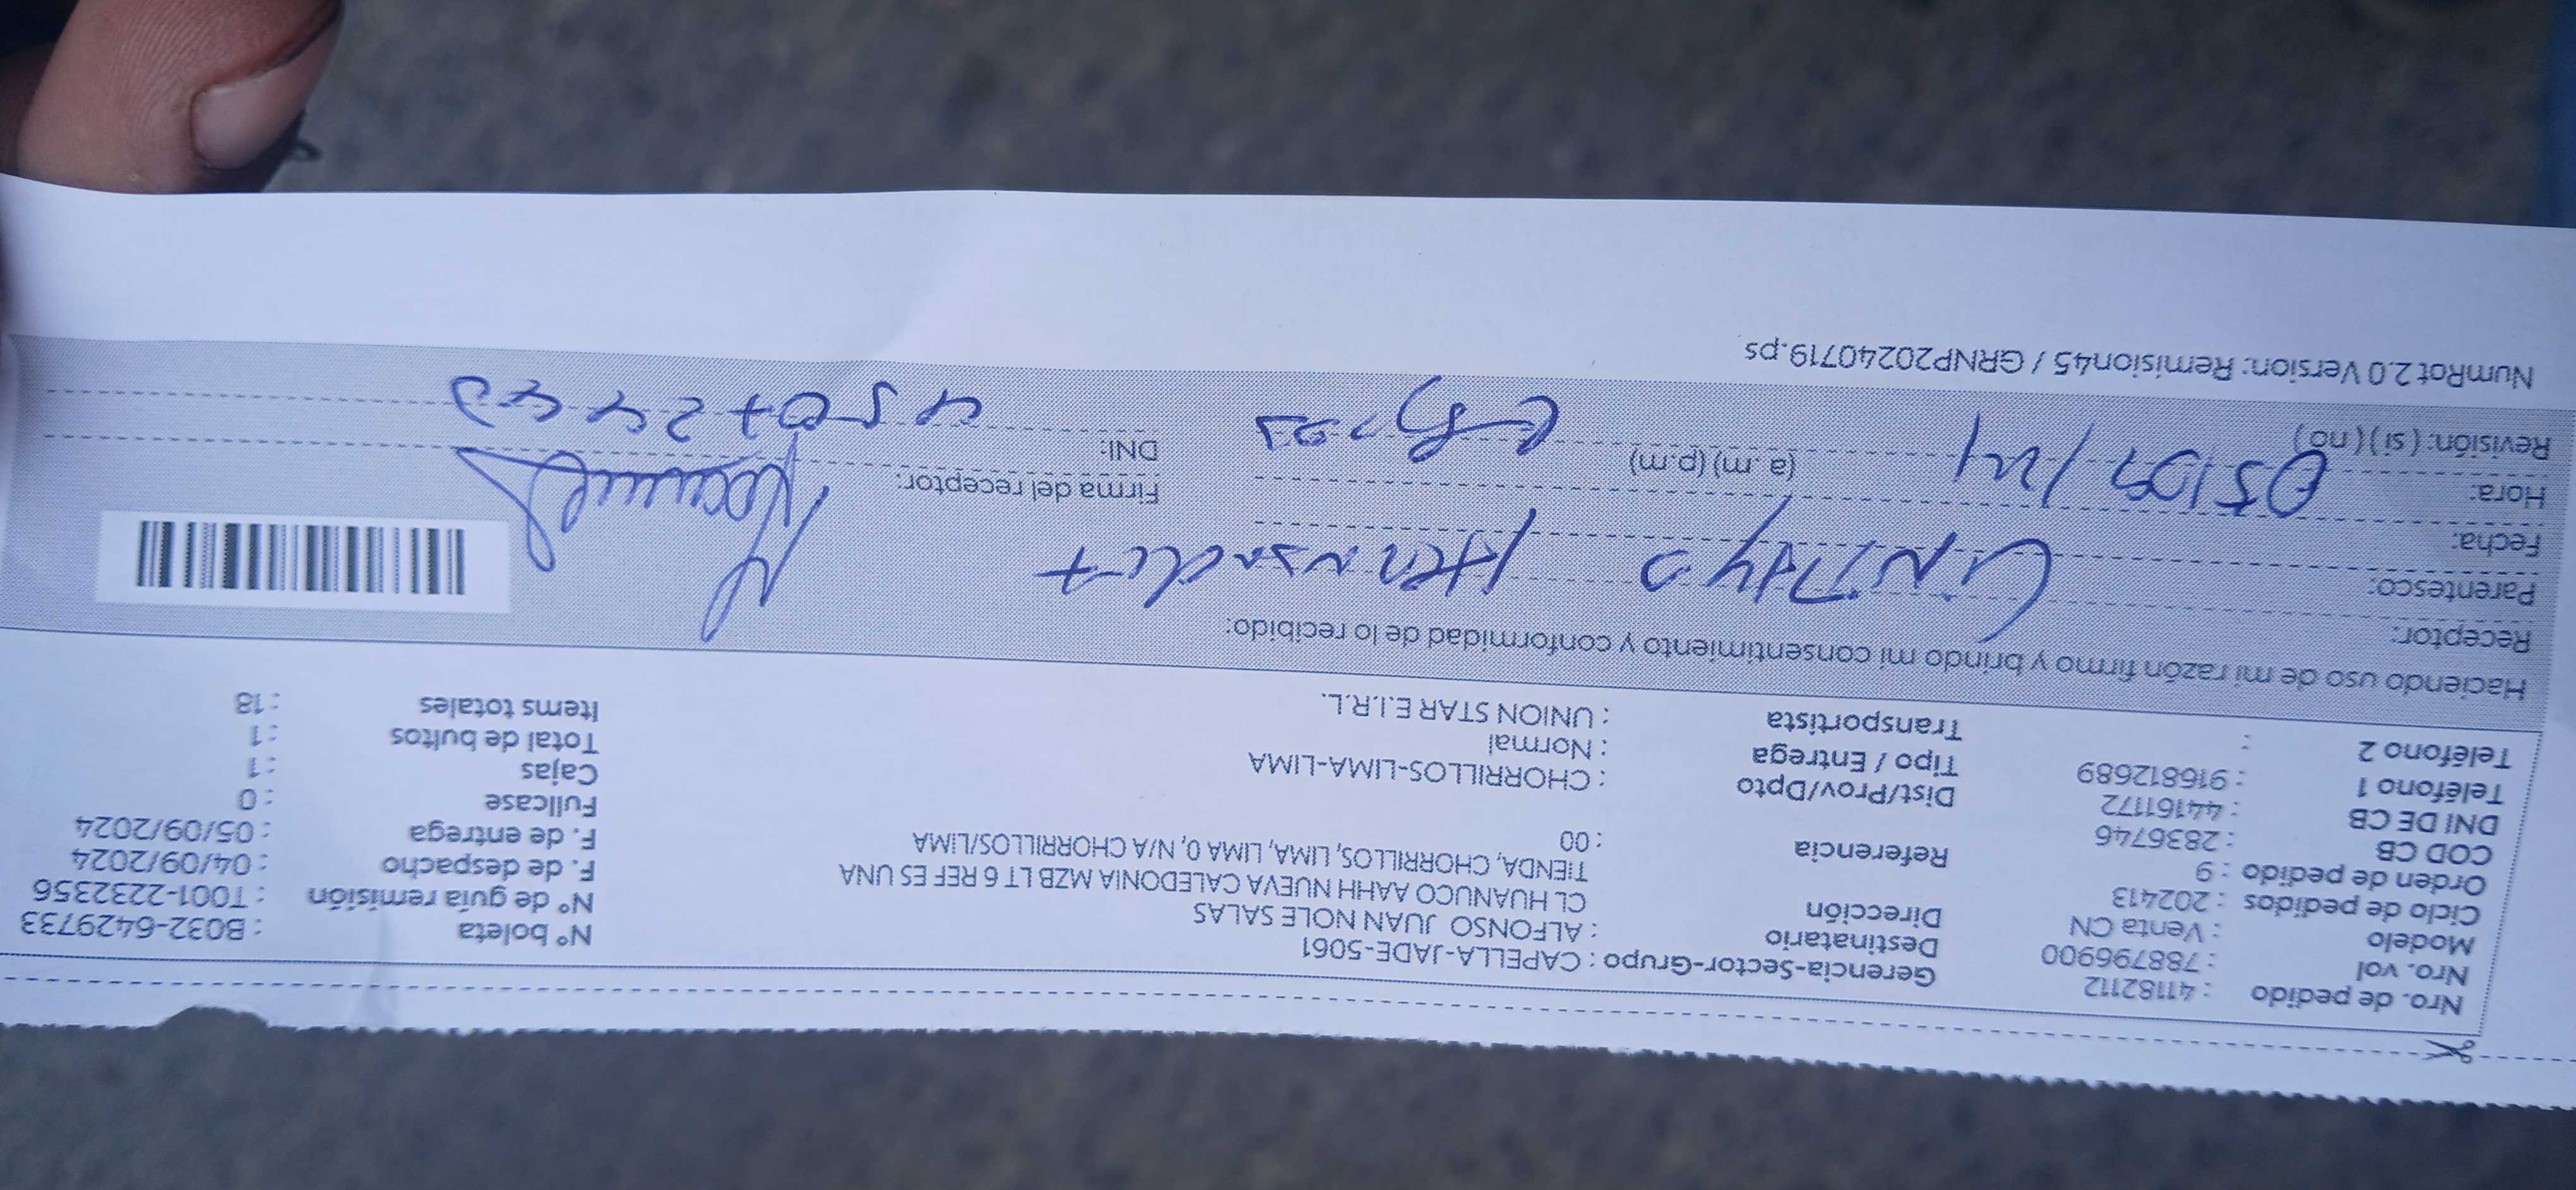 Nro. de pedido : 41182112
Nro. vol : 788796900
Modelo : Venta CN
Ciclo de pedidos : 202413
Orden de pedido : 9
COD CB : 2836746
DNI DE CB : 44161172
Teléfono 1 : 916812689
Teléfono 2 :
Gerencia-Sector-Grupo : CAPELLA-JADE-5061
Destinatario : ALFONSO JUAN NOLE SALAS
Dirección CL HUANUCO AAHH NUEVA CALEDONIA MZB LT 6 REF ES UNA
TIENDA, CHORRILLOS, LIMA, LIMA 0, N/A CHORRILLOS/LIMA
Referencia : 00
Dist/Prov/Dpto : CHORRILLOS-LIMA-LIMA
Tipo / Entrega : Normal
Transportista : UNION STAR E.I.R.L.
N° boleta : B032-6429733
N° de guía remisión : T001-2232356
F. de despacho : 04/09/2024
F. de entrega : 05/09/2024
Fullcase : 0
Cajas : 1
Total de bultos : 1
Items totales : 18
Haciendo uso de mi razón firmo y brindo mi consentimiento y conformidad de lo recibido:
Receptor:
Parentesco:
Fecha:
Hora: 05/09/24 (a.m) (p.m)
Revisión: (si) (no)
Firma del receptor:
DNI:
NumRot 2.0 Version: Remision45 / GRNP20240719.ps